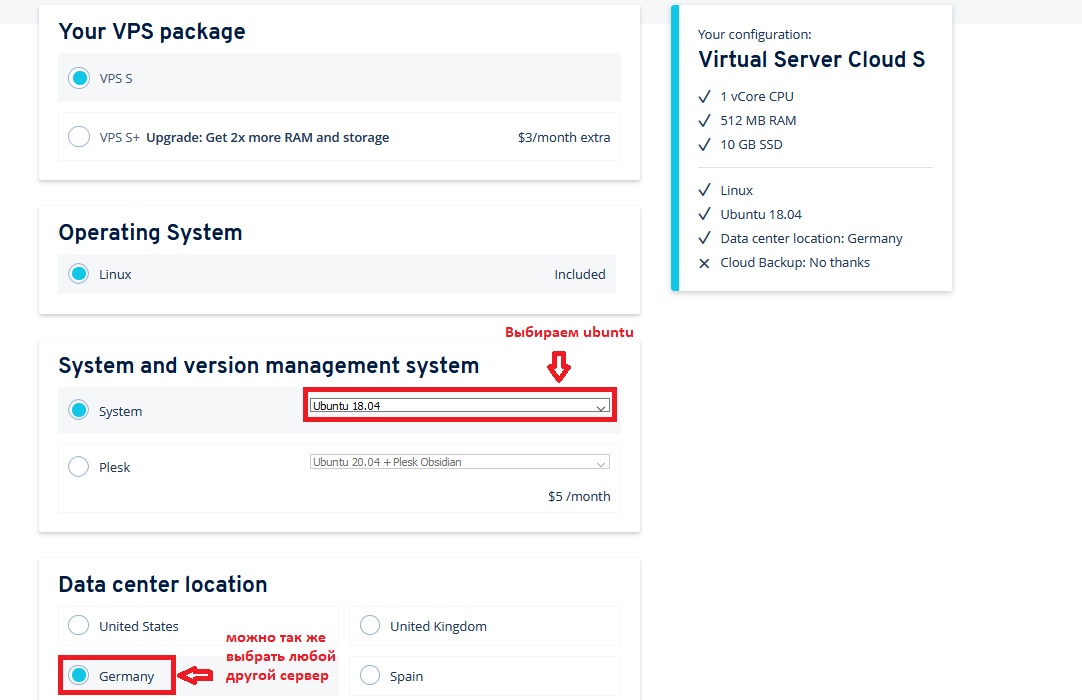 Your VPS package
VPS S
VPS S+ Upgrade: Get 2x more RAM and storage $3/month extra
Operating System
Linux Included
Выбираем ubuntu
System and version management system
System Ubuntu 18.04
Plesk Ubuntu 20.04 + Plesk Obsidian
$5 /month
Data center location
United States United Kingdom
можно так же
выбрать любой
другой сервер
Germany Spain
Your configuration:
Virtual Server Cloud S
1 vCore CPU
512 MB RAM
10 GB SSD
Linux
Ubuntu 18.04
Data center location: Germany
Cloud Backup: No thanks